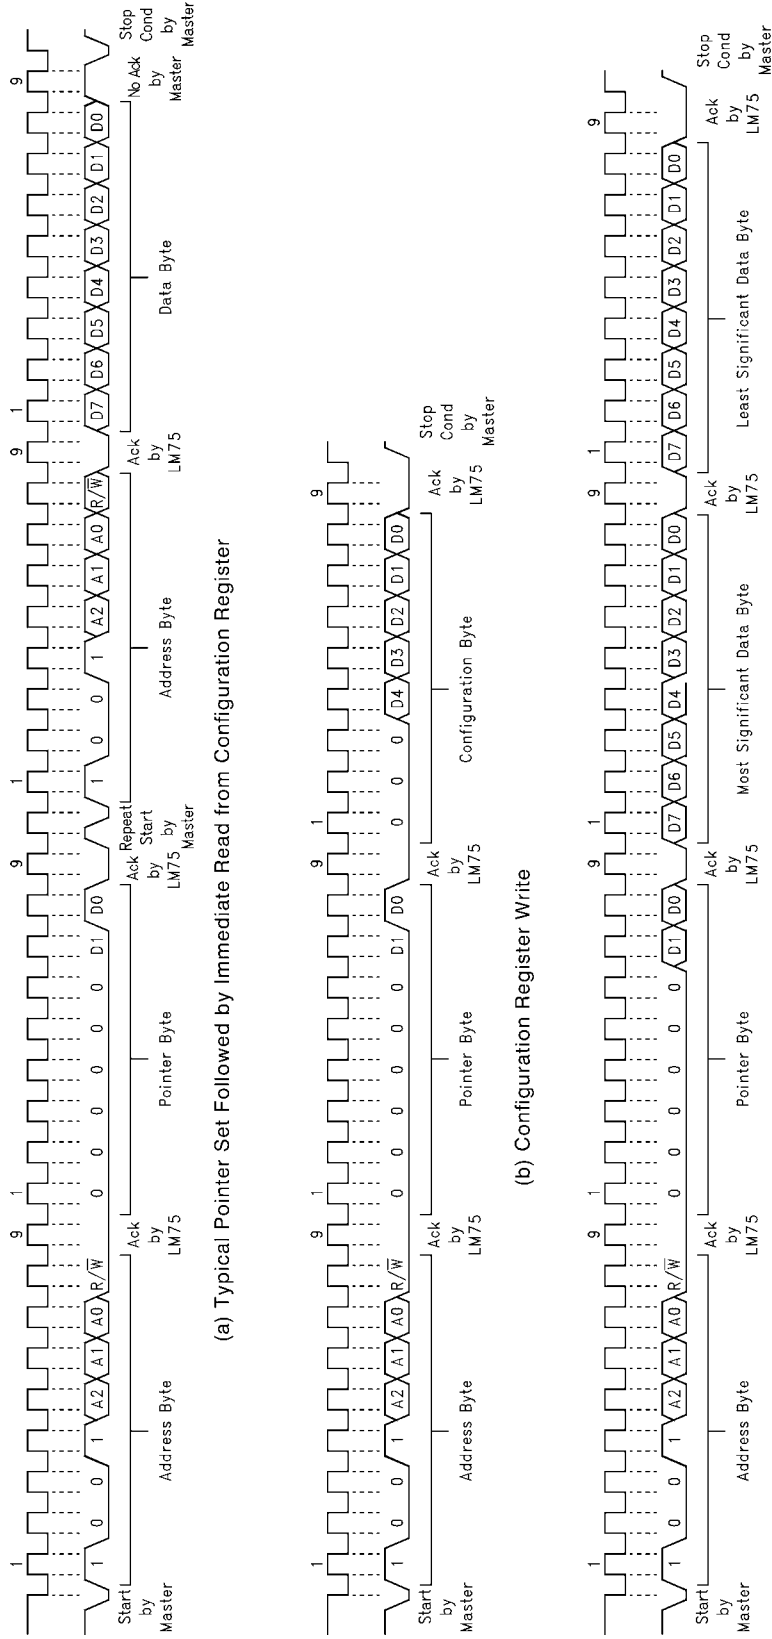 1 9 1 9 1 9 1 9
1 0 0 1 A2 A1 A0 R/W̅ 0 0 0 0 0 0 D1 D0 1 0 0 1 A2 A1 A0 R/W̅ D7 D6 D5 D4 D3 D2 D1 D0
Start
by
Master
Address Byte
Ack
by
LM75
Pointer Byte
Ack
by
LM75
Repeat
Start
by
Master
Address Byte
Ack
by
LM75
Data Byte
No Ack
by
Master
Stop
Cond
by
Master
(a) Typical Pointer Set Followed by Immediate Read from Configuration Register
1 9 1 9 1 9
1 0 0 1 A2 A1 A0 R/W̅ 0 0 0 0 0 0 D1 D0 0 0 0 D4 D3 D2 D1 D0
Start
by
Master
Address Byte
Ack
by
LM75
Pointer Byte
Ack
by
LM75
Configuration Byte
Ack
by
LM75
Stop
Cond
by
Master
(b) Configuration Register Write
1 9 1 9 1 9 1 9
1 0 0 1 A2 A1 A0 R/W̅ 0 0 0 0 0 0 D1 D0 D7 D6 D5 D4 D3 D2 D1 D0 D7 D6 D5 D4 D3 D2 D1 D0
Start
by
Master
Address Byte
Ack
by
LM75
Pointer Byte
Ack
by
LM75
Most Significant Data Byte
Ack
by
LM75
Least Significant Data Byte
Ack
by
LM75
Stop
Cond
by
Master